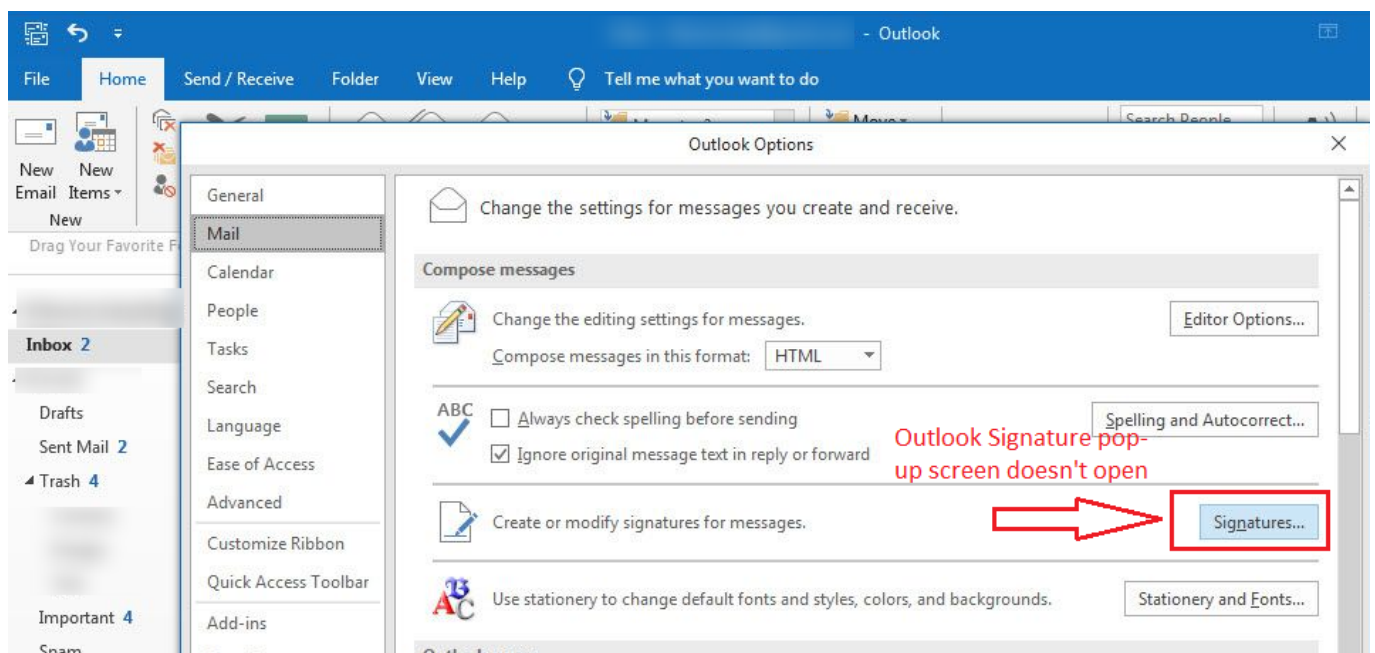 - Outlook
File Home Send / Receive Folder View Help Tell me what you want to do
New Email
New Items
New
Move
Search People
Drag Your Favorite F
Inbox 2
Drafts
Sent Mail 2
Trash 4
Important 4
Spam
Outlook Options
General
Mail
Calendar
People
Tasks
Search
Language
Ease of Access
Advanced
Customize Ribbon
Quick Access Toolbar
Add-ins
Change the settings for messages you create and receive.
Compose messages
Change the editing settings for messages. Editor Options...
Compose messages in this format: HTML
ABC
Always check spelling before sending Spelling and Autocorrect...
Ignore original message text in reply or forward
Outlook Signature pop-
up screen doesn't open
Create or modify signatures for messages. Signatures...
Use stationery to change default fonts and styles, colors, and backgrounds. Stationery and Fonts...